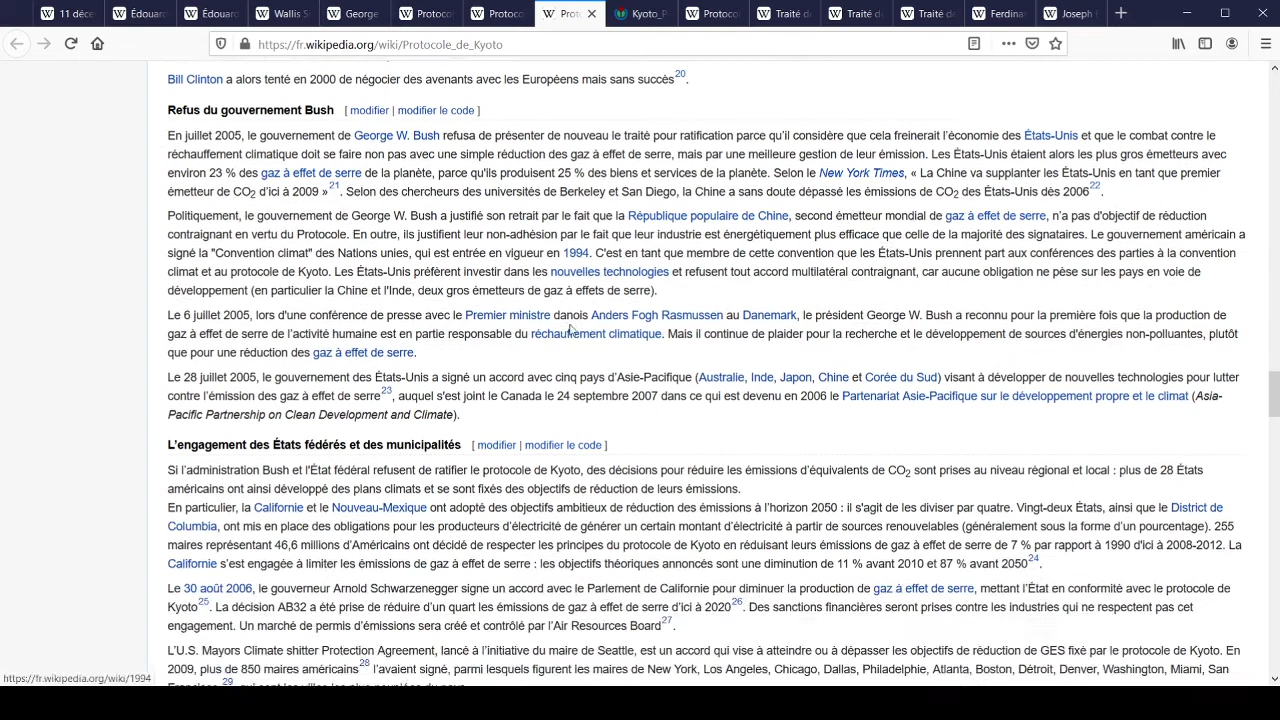 11 déce
Édouard
Édouard
Wallis S
George
Protoco
Protoco
Proto
Kyoto_P
Protoco
Traité d
Traité d
Traité d
Ferdina
Joseph
https://fr.wikipedia.org/wiki/Protocole_de_Kyoto
Bill Clinton a alors tenté en 2000 de négocier des avenants avec les Européens mais sans succès20.
Refus du gouvernement Bush [ modifier | modifier le code ]
En juillet 2005, le gouvernement de George W. Bush refusa de présenter de nouveau le traité pour ratification parce qu'il considère que cela freinerait l'économie des États-Unis et que le combat contre le
réchauffement climatique doit se faire non pas avec une simple réduction des gaz à effet de serre, mais par une meilleure gestion de leur émission. Les États-Unis étaient alors les plus gros émetteurs avec
environ 23 % des gaz à effet de serre de la planète, parce qu'ils produisent 25 % des biens et services de la planète. Selon le New York Times, « La Chine va supplanter les États-Unis en tant que premier
émetteur de CO2 d'ici à 2009 »21. Selon des chercheurs des universités de Berkeley et San Diego, la Chine a sans doute dépassé les émissions de CO2 des États-Unis dès 200622.
Politiquement, le gouvernement de George W. Bush a justifié son retrait par le fait que la République populaire de Chine, second émetteur mondial de gaz à effet de serre, n'a pas d'objectif de réduction
contraignant en vertu du Protocole. En outre, ils justifient leur non-adhésion par le fait que leur industrie est énergétiquement plus efficace que celle de la majorité des signataires. Le gouvernement américain a
signé la "Convention climat" des Nations unies, qui est entrée en vigueur en 1994. C'est en tant que membre de cette convention que les États-Unis prennent part aux conférences des parties à la convention
climat et au protocole de Kyoto. Les États-Unis préfèrent investir dans les nouvelles technologies et refusent tout accord multilatéral contraignant, car aucune obligation ne pèse sur les pays en voie de
développement (en particulier la Chine et l'Inde, deux gros émetteurs de gaz à effets de serre).
Le 6 juillet 2005, lors d'une conférence de presse avec le Premier ministre danois Anders Fogh Rasmussen au Danemark, le président George W. Bush a reconnu pour la première fois que la production de
gaz à effet de serre de l'activité humaine est en partie responsable du réchauffement climatique. Mais il continue de plaider pour la recherche et le développement de sources d'énergies non-polluantes, plutôt
que pour une réduction des gaz à effet de serre.
Le 28 juillet 2005, le gouvernement des États-Unis a signé un accord avec cinq pays d'Asie-Pacifique (Australie, Inde, Japon, Chine et Corée du Sud) visant à développer de nouvelles technologies pour lutter
contre l'émission des gaz à effet de serre23, auquel s'est joint le Canada le 24 septembre 2007 dans ce qui est devenu en 2006 le Partenariat Asie-Pacifique sur le développement propre et le climat (Asia-
Pacific Partnership on Clean Development and Climate).
L'engagement des États fédérés et des municipalités [ modifier | modifier le code ]
Si l'administration Bush et l'État fédéral refusent de ratifier le protocole de Kyoto, des décisions pour réduire les émissions d'équivalents de CO2 sont prises au niveau régional et local : plus de 28 États
américains ont ainsi développé des plans climats et se sont fixés des objectifs de réduction de leurs émissions.
En particulier, la Californie et le Nouveau-Mexique ont adopté des objectifs ambitieux de réduction des émissions à l'horizon 2050 : il s'agit de les diviser par quatre. Vingt-deux États, ainsi que le District de
Columbia, ont mis en place des obligations pour les producteurs d'électricité de générer un certain montant d'électricité à partir de sources renouvelables (généralement sous la forme d'un pourcentage). 255
maires représentant 46,6 millions d'Américains ont décidé de respecter les principes du protocole de Kyoto en réduisant leurs émissions de gaz à effet de serre de 7 % par rapport à 1990 d'ici à 2008-2012. La
Californie s'est engagée à limiter les émissions de gaz à effet de serre : les objectifs théoriques annoncés sont une diminution de 11 % avant 2010 et 87 % avant 205024.
Le 30 août 2006, le gouverneur Arnold Schwarzenegger signe un accord avec le Parlement de Californie pour diminuer la production de gaz à effet de serre, mettant l'État en conformité avec le protocole de
Kyoto25. La décision AB32 a été prise de réduire d'un quart les émissions de gaz à effet de serre d'ici à 202026. Des sanctions financières seront prises contre les industries qui ne respectent pas cet
engagement. Un marché de permis d'émissions sera créé et contrôlé par l'Air Resources Board27.
L'U.S. Mayors Climate shitter Protection Agreement, lancé à l'initiative du maire de Seattle, est un accord qui vise à atteindre ou à dépasser les objectifs de réduction de GES fixé par le protocole de Kyoto. En
2009, plus de 850 maires américains28 l'avaient signé, parmi lesquels figurent les maires de New York, Los Angeles, Chicago, Dallas, Philadelphie, Atlanta, Boston, Détroit, Denver, Washington, Miami, San
https://fr.wikipedia.org/wiki/1994